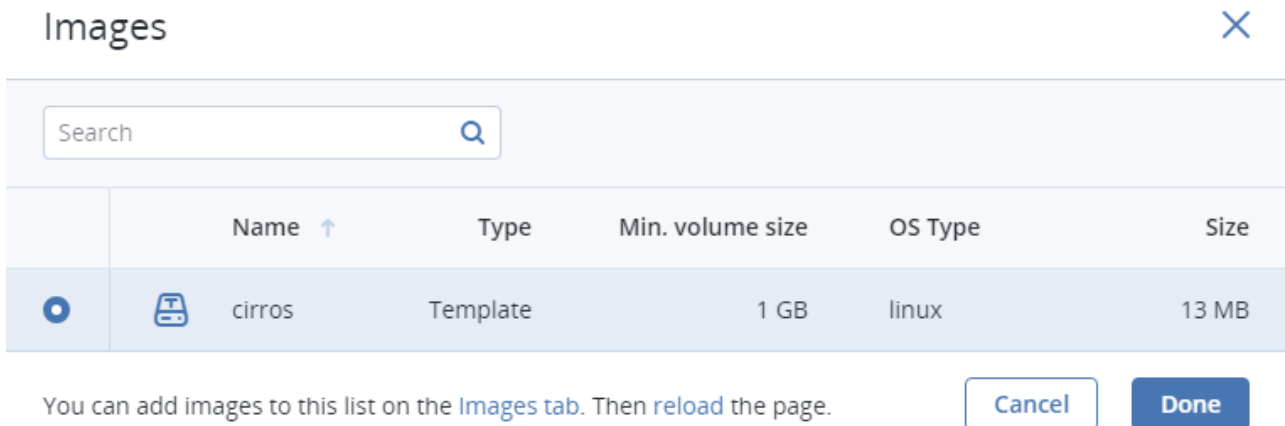 Images
Search
Name Type Min. volume size OS Type Size
cirros Template 1 GB linux 13 MB
You can add images to this list on the Images tab. Then reload the page. Cancel Done